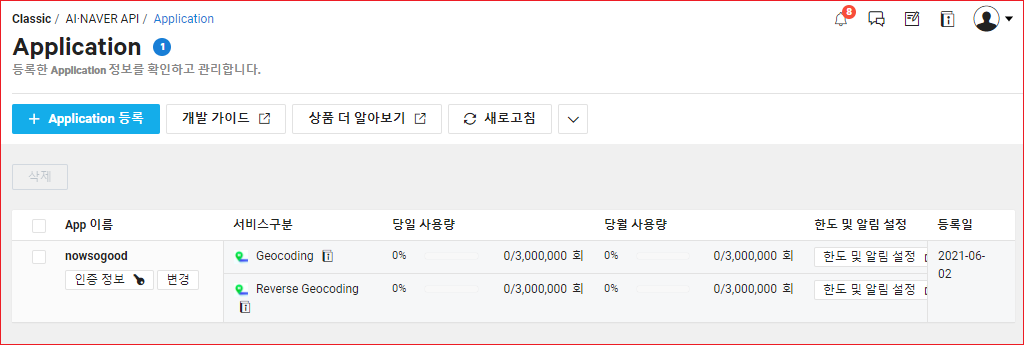 Classic / AI·NAVER API / Application
8
Application 1
등록한 Application 정보를 확인하고 관리합니다.
+ Application 등록 개발 가이드 상품 더 알아보기 새로고침
삭제
App 이름 서비스구분 당일 사용량 당월 사용량 한도 및 알림 설정 등록일
nowsogood Geocoding 0% 0/3,000,000 회 0% 0/3,000,000 회 한도 및 알림 설정 2021-06-
02
인증 정보 변경
Reverse Geocoding 0% 0/3,000,000 회 0% 0/3,000,000 회 한도 및 알림 설정